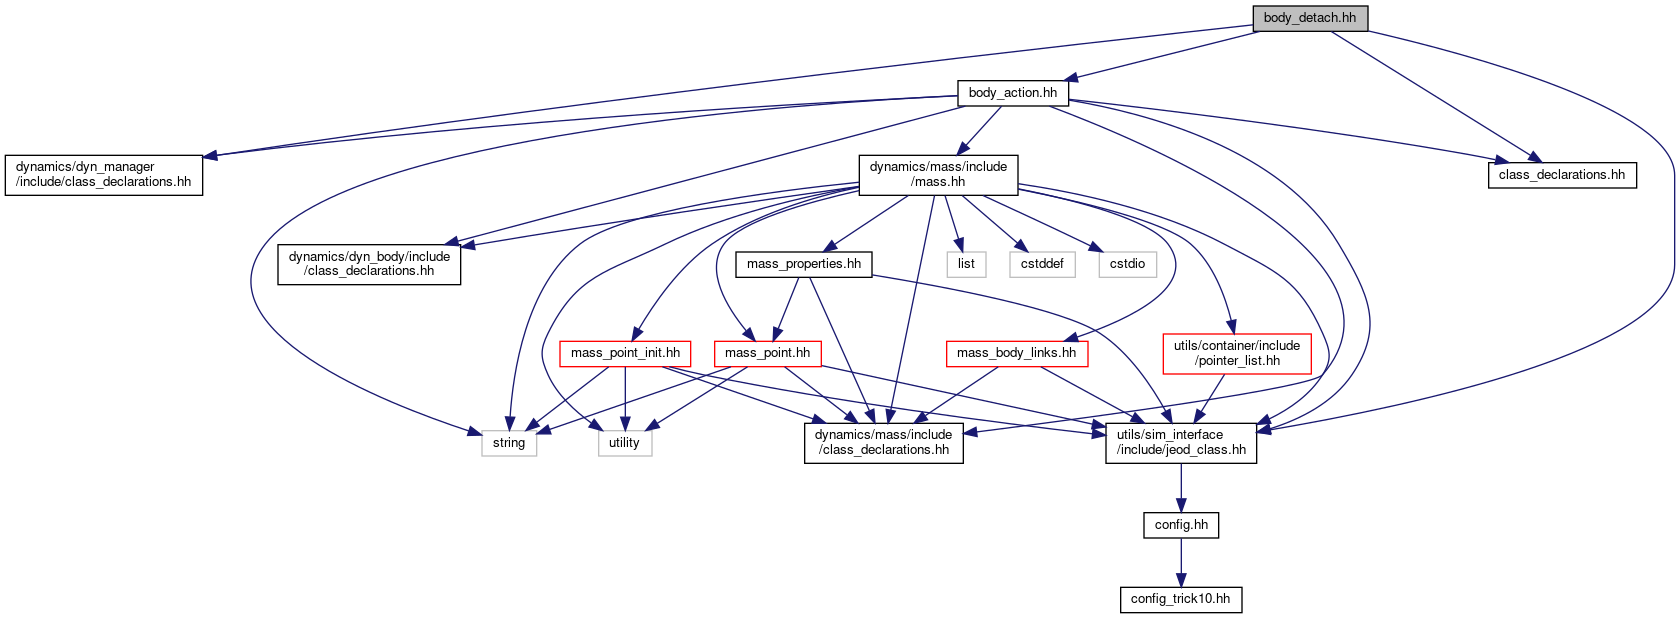 body_detach.hh
body_action.hh
dynamics/dyn_manager
/include/class_declarations.hh
dynamics/mass/include
/mass.hh
class_declarations.hh
dynamics/dyn_body/include
/class_declarations.hh
mass_properties.hh
list
cstddef
cstdio
mass_point_init.hh
mass_point.hh
mass_body_links.hh
utils/container/include
/pointer_list.hh
string
utility
dynamics/mass/include
/class_declarations.hh
utils/sim_interface
/include/jeod_class.hh
config.hh
config_trick10.hh